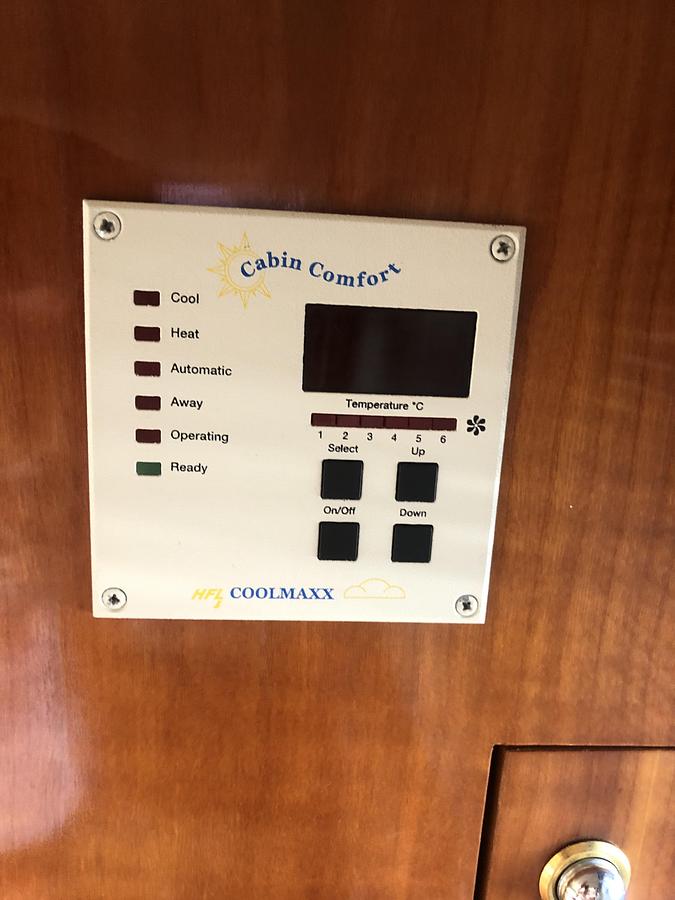 Cabin Comfort
Cool
Heat
Automatic
Away
Operating
Ready
Temperature °C
1 2 3 4 5 6
Select Up
On/Off Down
HFL COOLMAXX